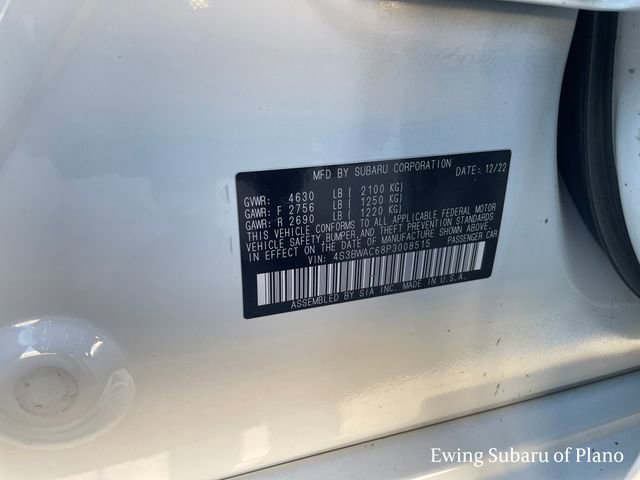 MFD BY SUBARU CORPORATION DATE: 12/22
GVWR: 4630 LB ( 2100 KG)
GAWR: F 2756 LB ( 1250 KG)
GAWR: R 2690 LB ( 1220 KG)
THIS VEHICLE CONFORMS TO ALL APPLICABLE FEDERAL MOTOR
VEHICLE SAFETY, BUMPER, AND THEFT PREVENTION STANDARDS
IN EFFECT ON THE DATE OF MANUFACTURE SHOWN ABOVE.
VIN: 4S3BWAC68P3008515 PASSENGER CAR
ASSEMBLED BY SIA INC. MADE IN U.S.A.
Ewing Subaru of Plano